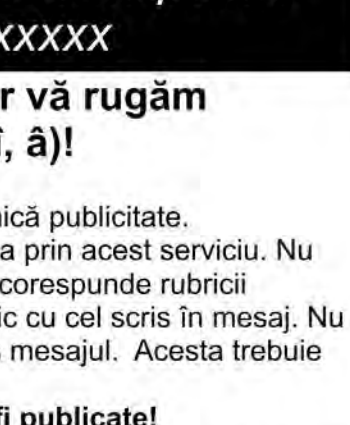 XXXXX
r vă rugăm
î, â)!
nică publicitate.
a prin acest serviciu. Nu
corespunde rubricii
ic cu cel scris în mesaj. Nu
mesajul. Acesta trebuie
fi publicate!